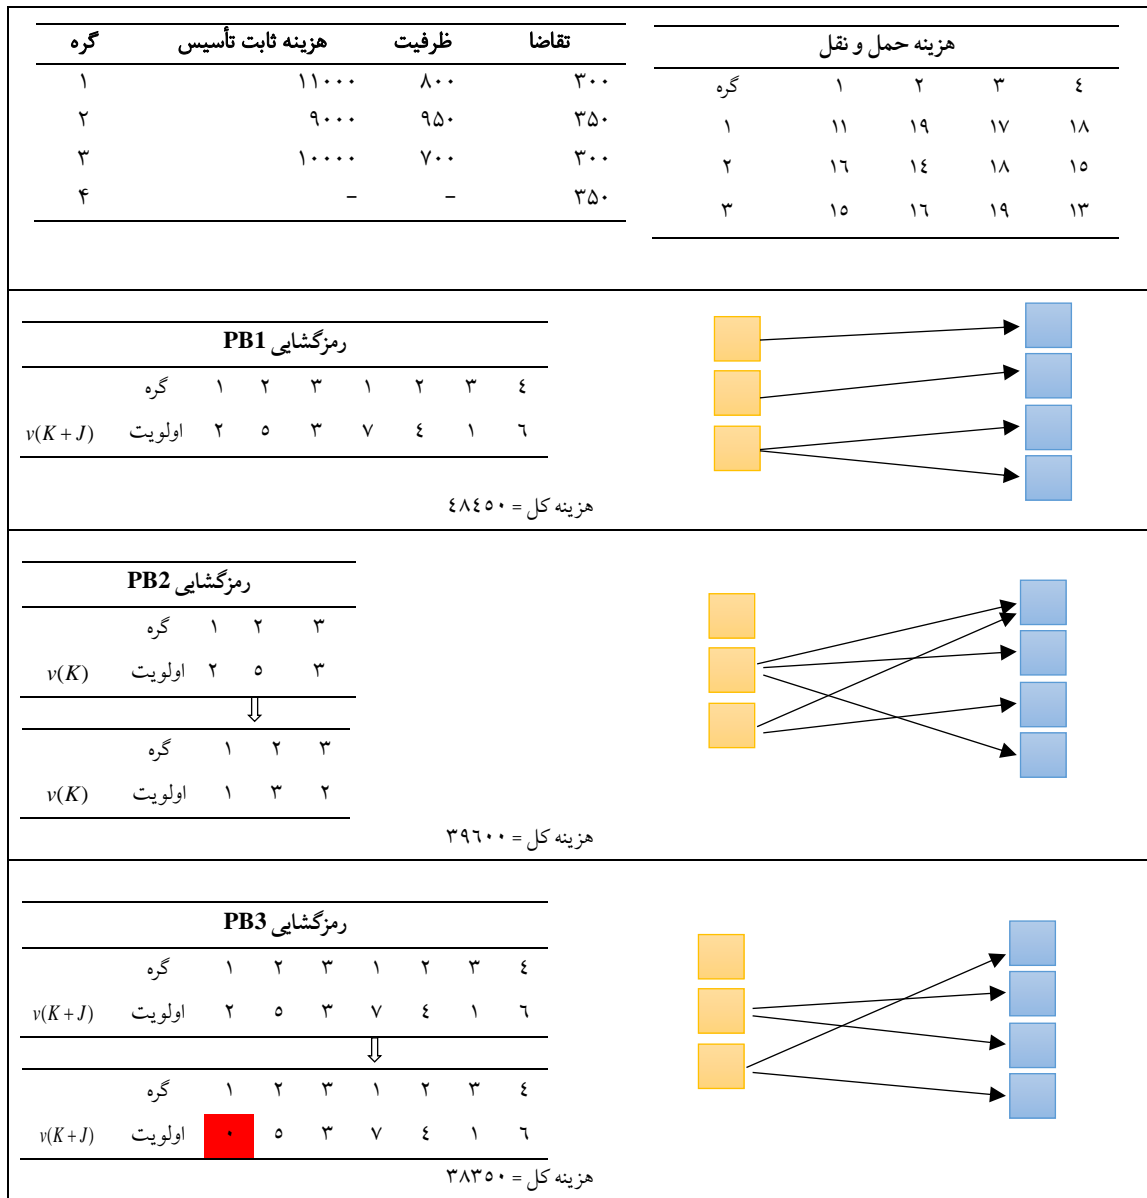 گره هزینه ثابت تأسیس ظرفیت تقاضا
۱ ۱۱۰۰۰ ۸۰۰ ۳۰۰
۲ ۹۰۰۰ ۹۵۰ ۳۵۰
۳ ۱۰۰۰۰ ۷۰۰ ۳۰۰
۴ – – ۳۵۰
هزینه حمل و نقل
گره ۱ ۲ ۳ ٤
۱ ۱۱ ۱۹ ۱۷ ۱۸
۲ ۱٦ ۱٤ ۱۸ ۱٥
۳ ۱٥ ۱٦ ۱۹ ۱۳
رمزگشایی PB1
گره ۱ ۲ ۳ ۱ ۲ ۳ ٤
v(K+J) اولویت ۲ ٥ ۳ ۷ ٤ ۱ ٦
هزینه کل = ٤۸٤٥۰
رمزگشایی PB2
گره ۱ ۲ ۳
v(K) اولویت ۲ ٥ ۳
⇓
گره ۱ ۲ ۳
v(K) اولویت ۱ ۳ ۲
هزینه کل = ۳۹٦۰۰
رمزگشایی PB3
گره ۱ ۲ ۳ ۱ ۲ ۳ ٤
v(K+J) اولویت ۲ ٥ ۳ ۷ ٤ ۱ ٦
⇓
گره ۱ ۲ ۳ ۱ ۲ ۳ ٤
v(K+J) اولویت ۰ ٥ ۳ ۷ ٤ ۱ ٦
هزینه کل = ۳۸۳٥۰